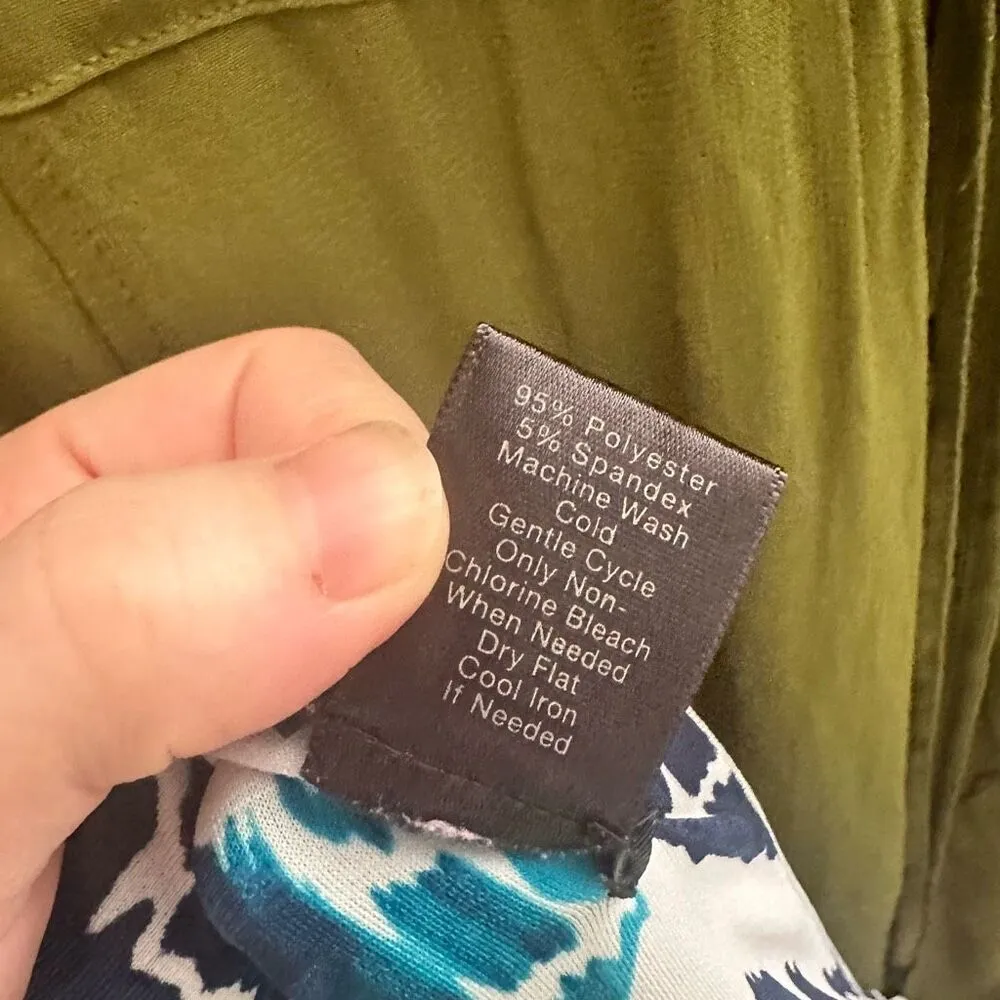 95% Polyester
5% Spandex
Machine Wash
Cold
Gentle Cycle
Only Non-
Chlorine Bleach
When Needed
Dry Flat
Cool Iron
If Needed